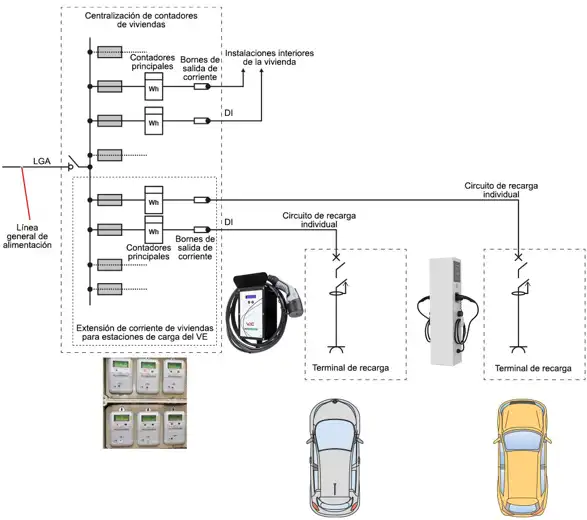 Centralización de contadores
de viviendas
Contadores
principales
Bornes de
salida de
corriente
Instalaciones interiores
de la vivienda
Wh
DI
Wh
LGA
Línea
general de
alimentación
Wh
Circuito de recarga
individual
DI
Circuito de recarga
individual
Wh
Contadores
principales
Bornes de
salida de
corriente
Extensión de corriente de viviendas
para estaciones de carga del VE
Terminal de recarga
Terminal de recarga